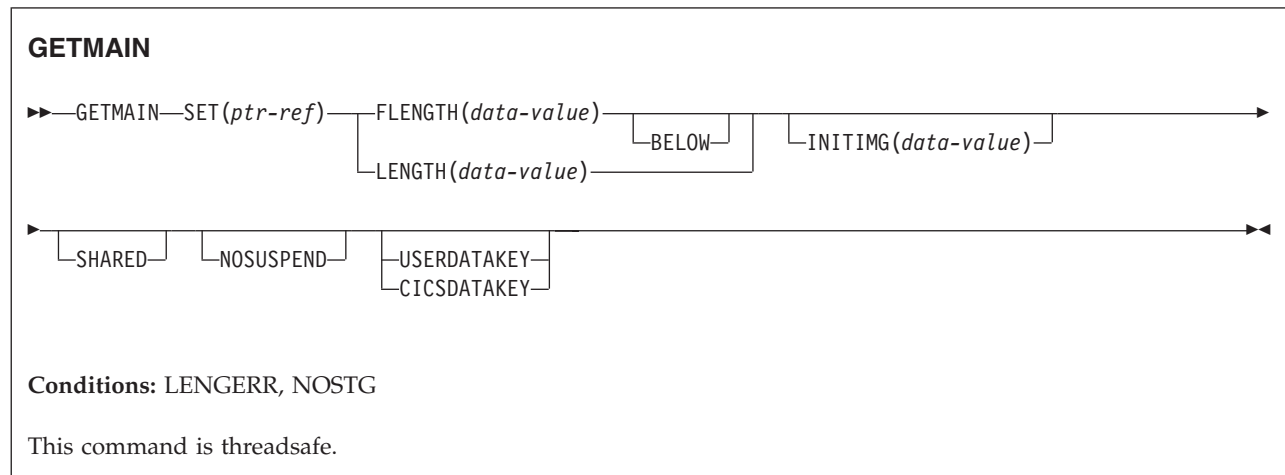 GETMAIN
GETMAIN SET(ptr-ref) FLENGTH(data-value)
BELOW INITIMG(data-value)
LENGTH(data-value)
SHARED NOSUSPEND USERDATAKEY
CICSDATAKEY
Conditions: LENGERR, NOSTG
This command is threadsafe.